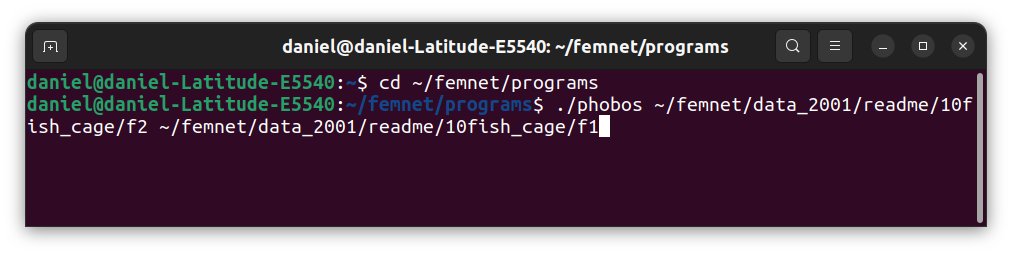 daniel@daniel-Latitude-E5540: ~/femnet/programs
daniel@daniel-Latitude-E5540:~$ cd ~/femnet/programs
daniel@daniel-Latitude-E5540:~/femnet/programs$ ./phobos ~/femnet/data_2001/readme/10f
ish_cage/f2 ~/femnet/data_2001/readme/10fish_cage/f1